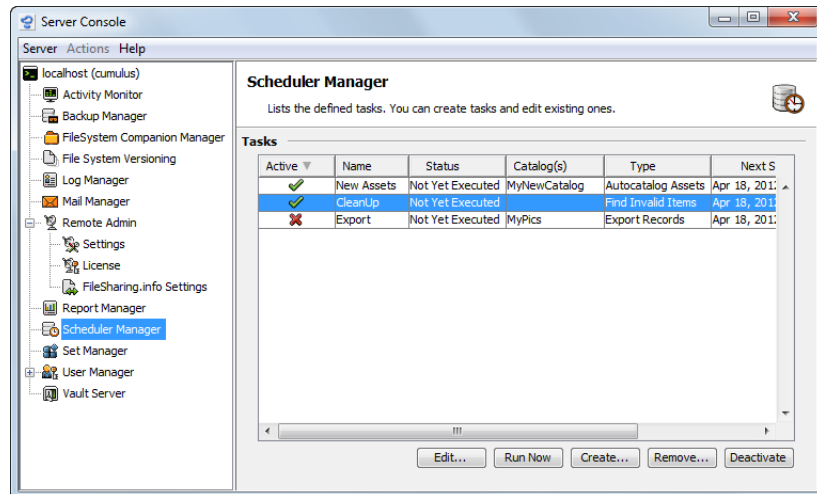 Server Console
Server Actions Help
localhost (cumulus)
Activity Monitor
Backup Manager
FileSystem Companion Manager
File System Versioning
Log Manager
Mail Manager
Remote Admin
Settings
License
FileSharing.info Settings
Report Manager
Scheduler Manager
Set Manager
User Manager
Vault Server
Scheduler Manager
Lists the defined tasks. You can create tasks and edit existing ones.
Tasks
Active Name Status Catalog(s) Type Next S
New Assets Not Yet Executed MyNewCatalog Autocatalog Assets Apr 18, 201
CleanUp Not Yet Executed Find Invalid Items Apr 18, 201
Export Not Yet Executed MyPics Export Records Apr 18, 201
Edit... Run Now Create... Remove... Deactivate